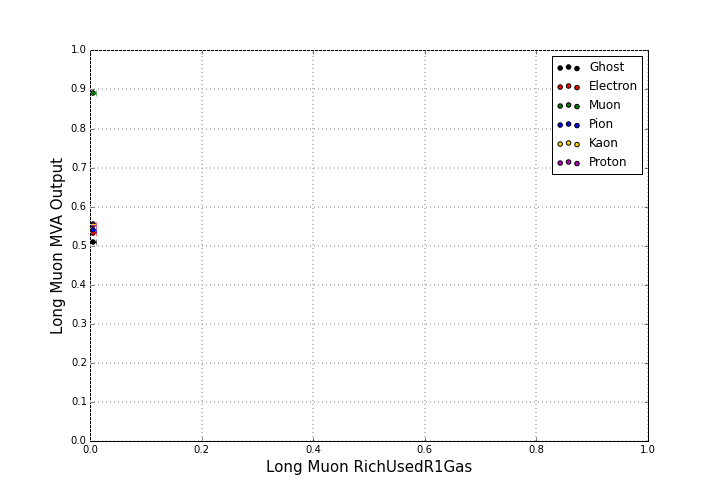 1.0
0.9
0.8
0.7
0.6
0.5
0.4
0.3
0.2
0.1
0.0
Long Muon MVA Output
Ghost
Electron
Muon
Pion
Kaon
Proton
0.0 0.2 0.4 0.6 0.8 1.0
Long Muon RichUsedR1Gas